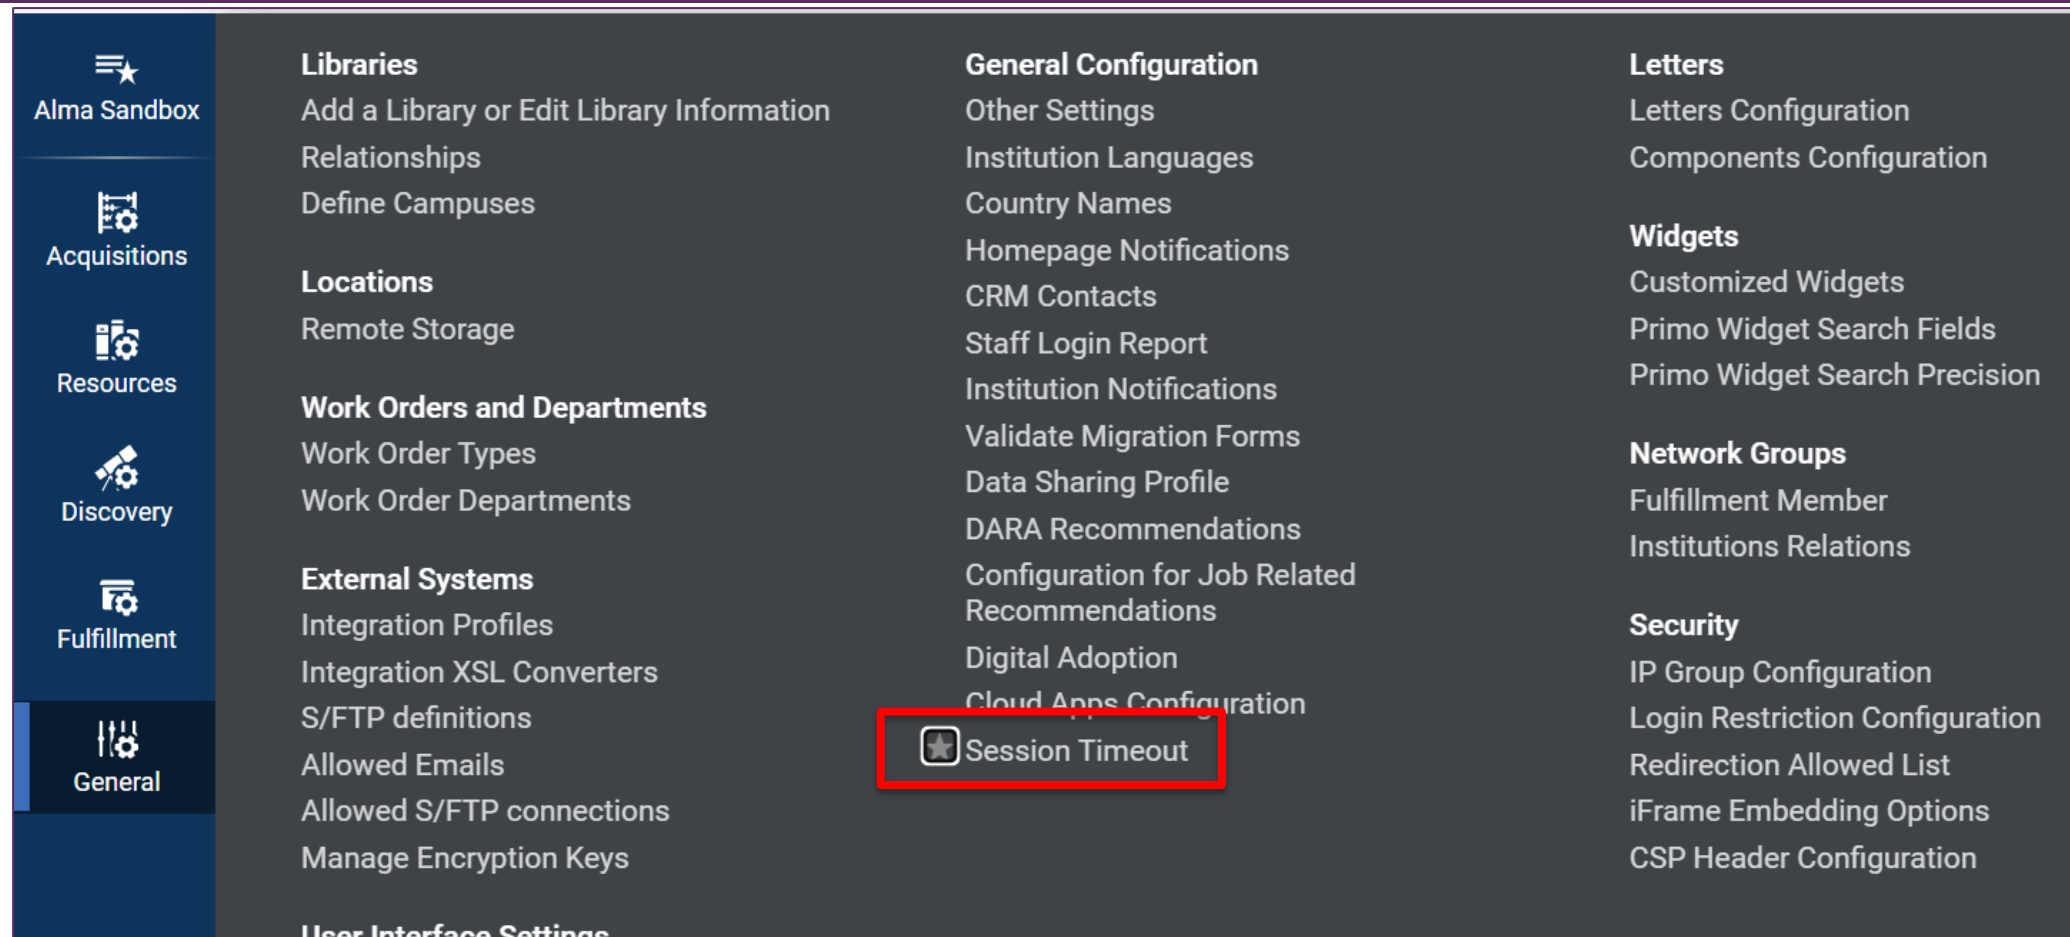 Alma Sandbox
Acquisitions
Resources
Discovery
Fulfillment
General
Libraries
Add a Library or Edit Library Information
Relationships
Define Campuses
Locations
Remote Storage
Work Orders and Departments
Work Order Types
Work Order Departments
External Systems
Integration Profiles
Integration XSL Converters
S/FTP definitions
Allowed Emails
Allowed S/FTP connections
Manage Encryption Keys
User Interface Settings
General Configuration
Other Settings
Institution Languages
Country Names
Homepage Notifications
CRM Contacts
Staff Login Report
Institution Notifications
Validate Migration Forms
Data Sharing Profile
DARA Recommendations
Configuration for Job Related
Recommendations
Digital Adoption
Cloud Apps Configuration
Session Timeout
Letters
Letters Configuration
Components Configuration
Widgets
Customized Widgets
Primo Widget Search Fields
Primo Widget Search Precision
Network Groups
Fulfillment Member
Institutions Relations
Security
IP Group Configuration
Login Restriction Configuration
Redirection Allowed List
iFrame Embedding Options
CSP Header Configuration